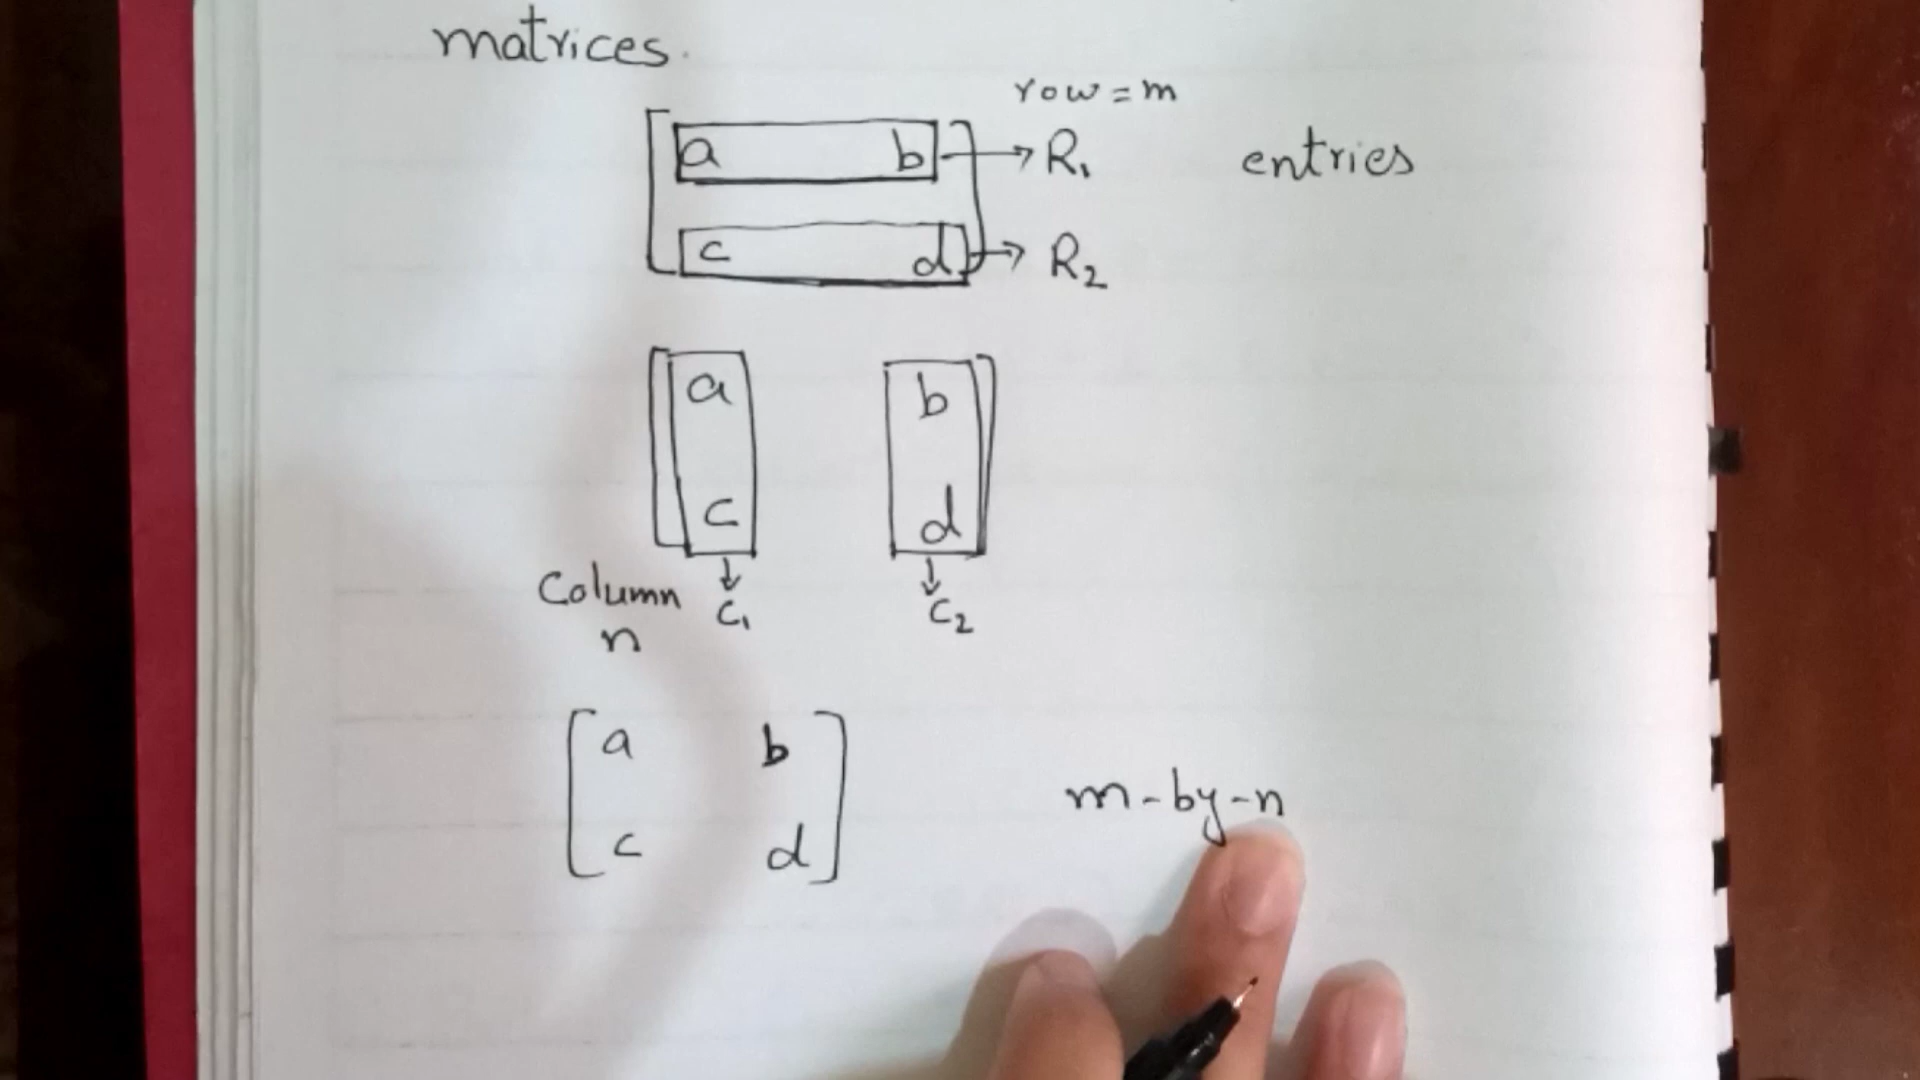 matrices.
row = m
a b → R₁ entries
c d → R₂
a b
c d
↓ ↓
Column C₁ C₂
n
a b
m-by-n
c d